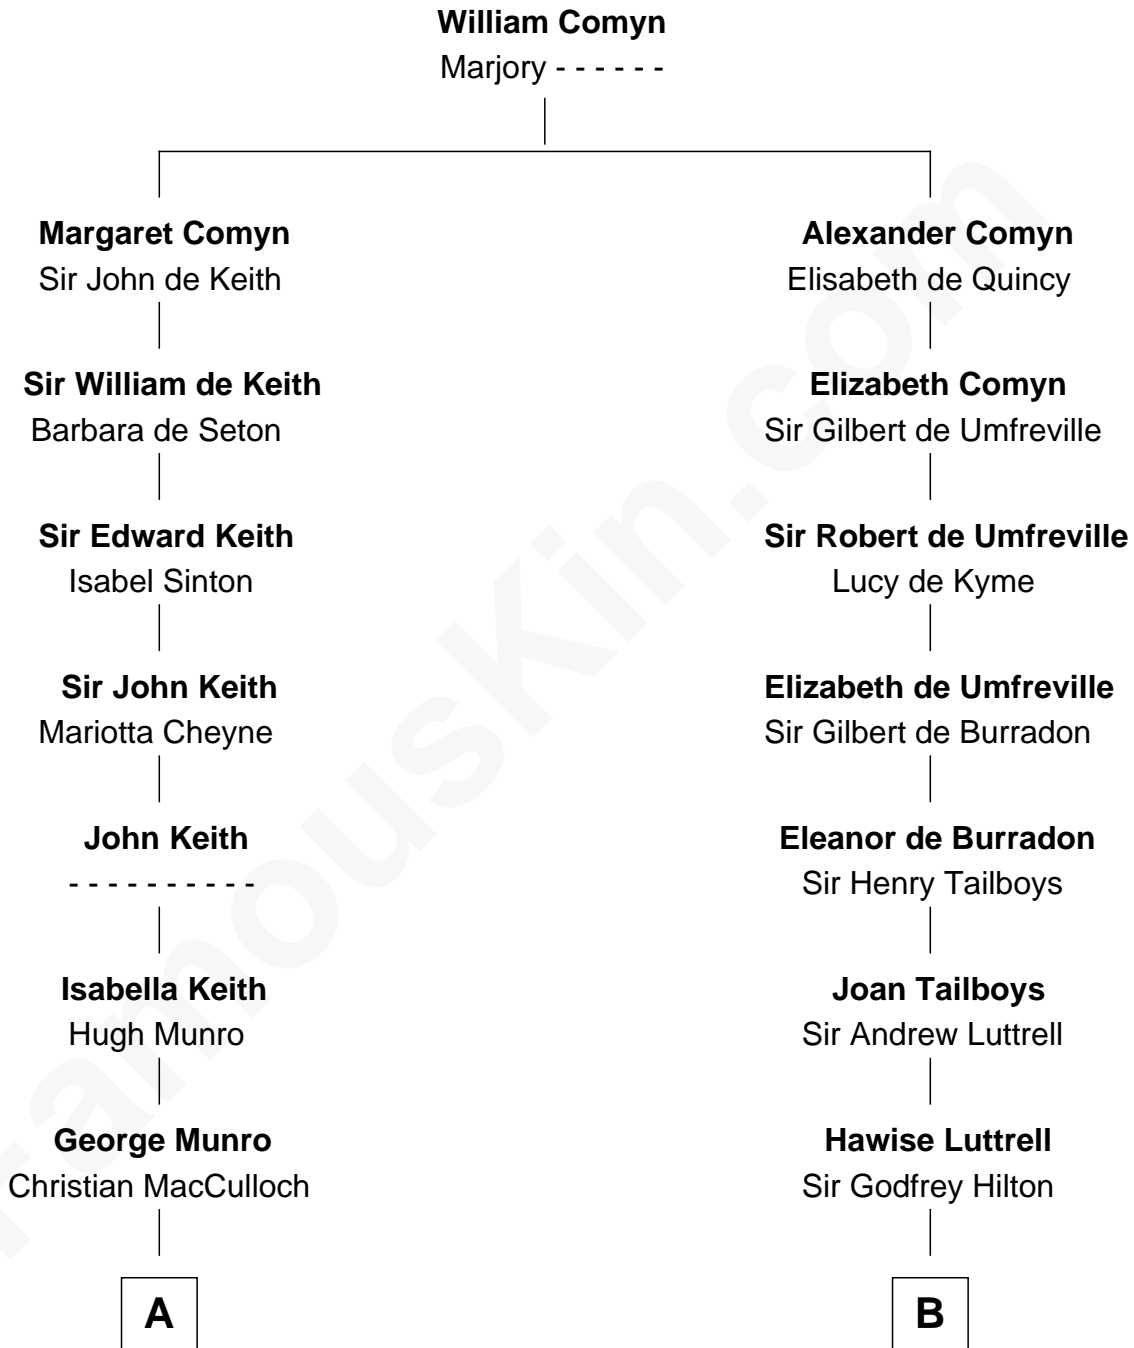 William Comyn
Marjory - - - - - -
Margaret Comyn
Sir John de Keith
Alexander Comyn
Elisabeth de Quincy
Sir William de Keith
Barbara de Seton
Elizabeth Comyn
Sir Gilbert de Umfreville
Sir Edward Keith
Isabel Sinton
Sir Robert de Umfreville
Lucy de Kyme
Sir John Keith
Mariotta Cheyne
Elizabeth de Umfreville
Sir Gilbert de Burradon
John Keith
- - - - - - - - - -
Eleanor de Burradon
Sir Henry Tailboys
Isabella Keith
Hugh Munro
Joan Tailboys
Sir Andrew Luttrell
George Munro
Christian MacCulloch
Hawise Luttrell
Sir Godfrey Hilton
A
B
FamousKin.com